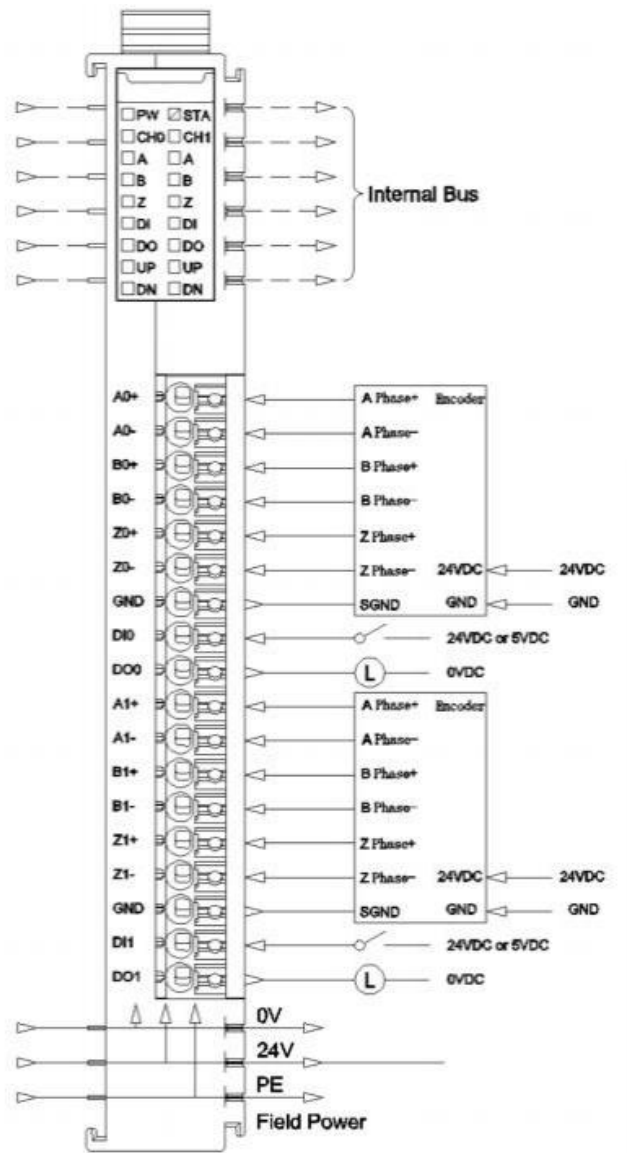 PW STA
CH0 CH1
A A
B B
Z Z
DI DI
DO DO
UP UP
DN DN
Internal Bus
A0+ A Phase+ Encoder
A0- A Phase-
B0+ B Phase+
B0- B Phase-
Z0+ Z Phase+
Z0- Z Phase- 24VDC 24VDC
GND SGND GND GND
DI0 24VDC or 5VDC
DO0 L 0VDC
A1+ A Phase+ Encoder
A1- A Phase-
B1+ B Phase+
B1- B Phase-
Z1+ Z Phase+
Z1- Z Phase- 24VDC 24VDC
GND SGND GND GND
DI1 24VDC or 5VDC
DO1 L 0VDC
0V
24V
PE
Field Power